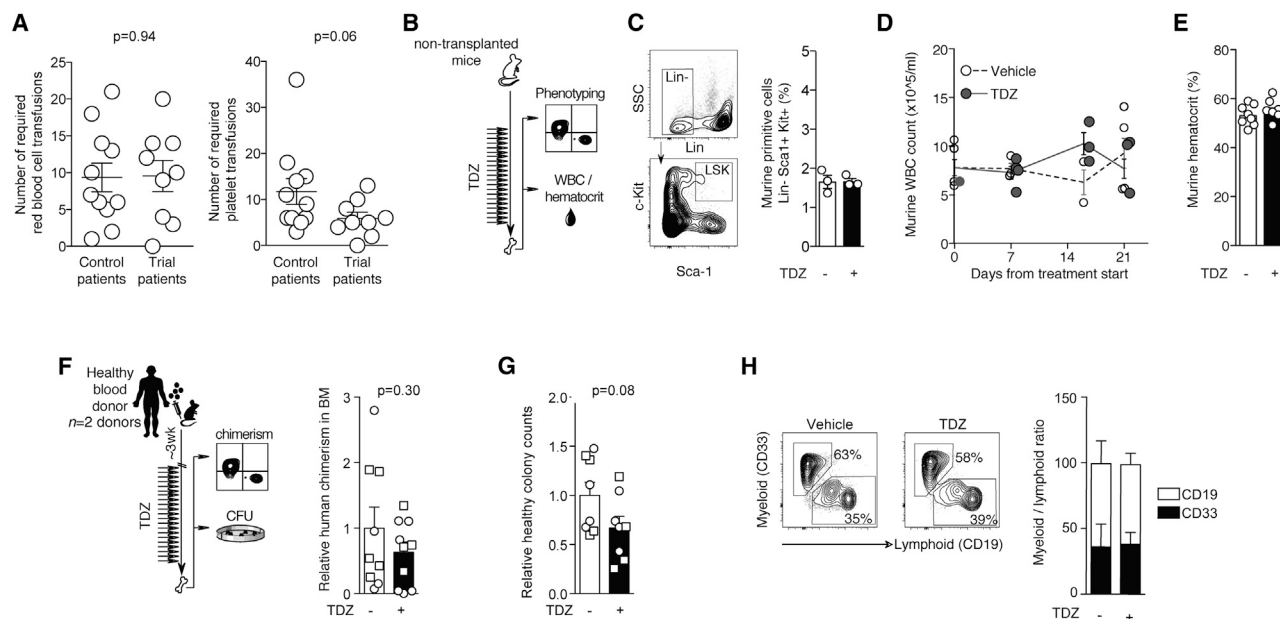 A
p=0.94
p=0.06
Number of required
red blood cell transfusions
25
20
15
10
5
0
Control
patients
Trial
patients
Number of required
platelet transfusions
40
30
20
10
0
Control
patients
Trial
patients
B
non-transplanted
mice
Phenotyping
TDZ
WBC /
hematocrit
C
SSC
Lin-
Lin
c-Kit
LSK
Sca-1
Murine primitive cells
Lin- Sca1+ Kit+ (%)
5
4
3
2
1
0
TDZ - +
D
Murine WBC count (x10^5/ml)
20
15
10
5
0
Vehicle
TDZ
0 7 14 21
Days from treatment start
E
Murine hematocrit (%)
80
60
40
20
0
TDZ - +
F
Healthy
blood
donor
n=2 donors
~3wk
TDZ
chimerism
CFU
Relative human chimerism in BM
p=0.30
3
2
1
0
TDZ - +
G
p=0.08
Relative healthy colony counts
2.0
1.5
1.0
0.5
0.0
TDZ - +
H
Vehicle
TDZ
Myeloid (CD33)
63%
35%
58%
39%
Lymphoid (CD19)
Myeloid / lymphoid ratio
150
100
50
0
TDZ - +
CD19
CD33